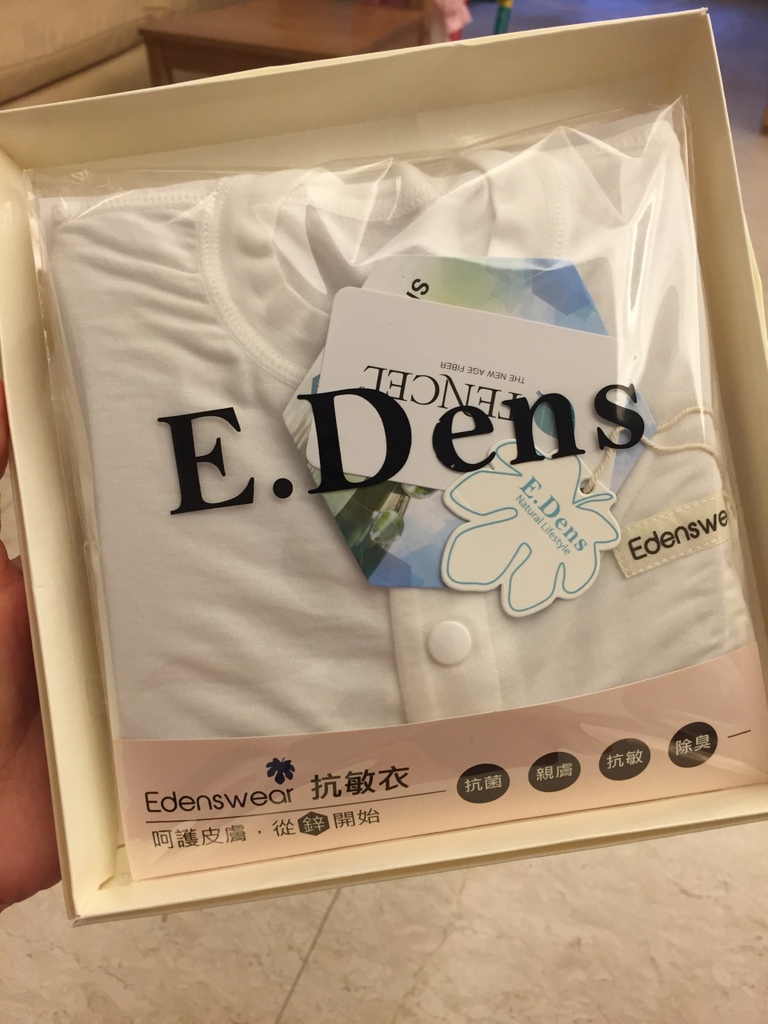 TENCEL
THE NEW AGE FIBER
E.Dens
E.Dens
Natural Lifestyle
Edenswe
Edenswear 抗敏衣
抗菌 親膚 抗敏 除臭
呵護皮膚．從鋅開始